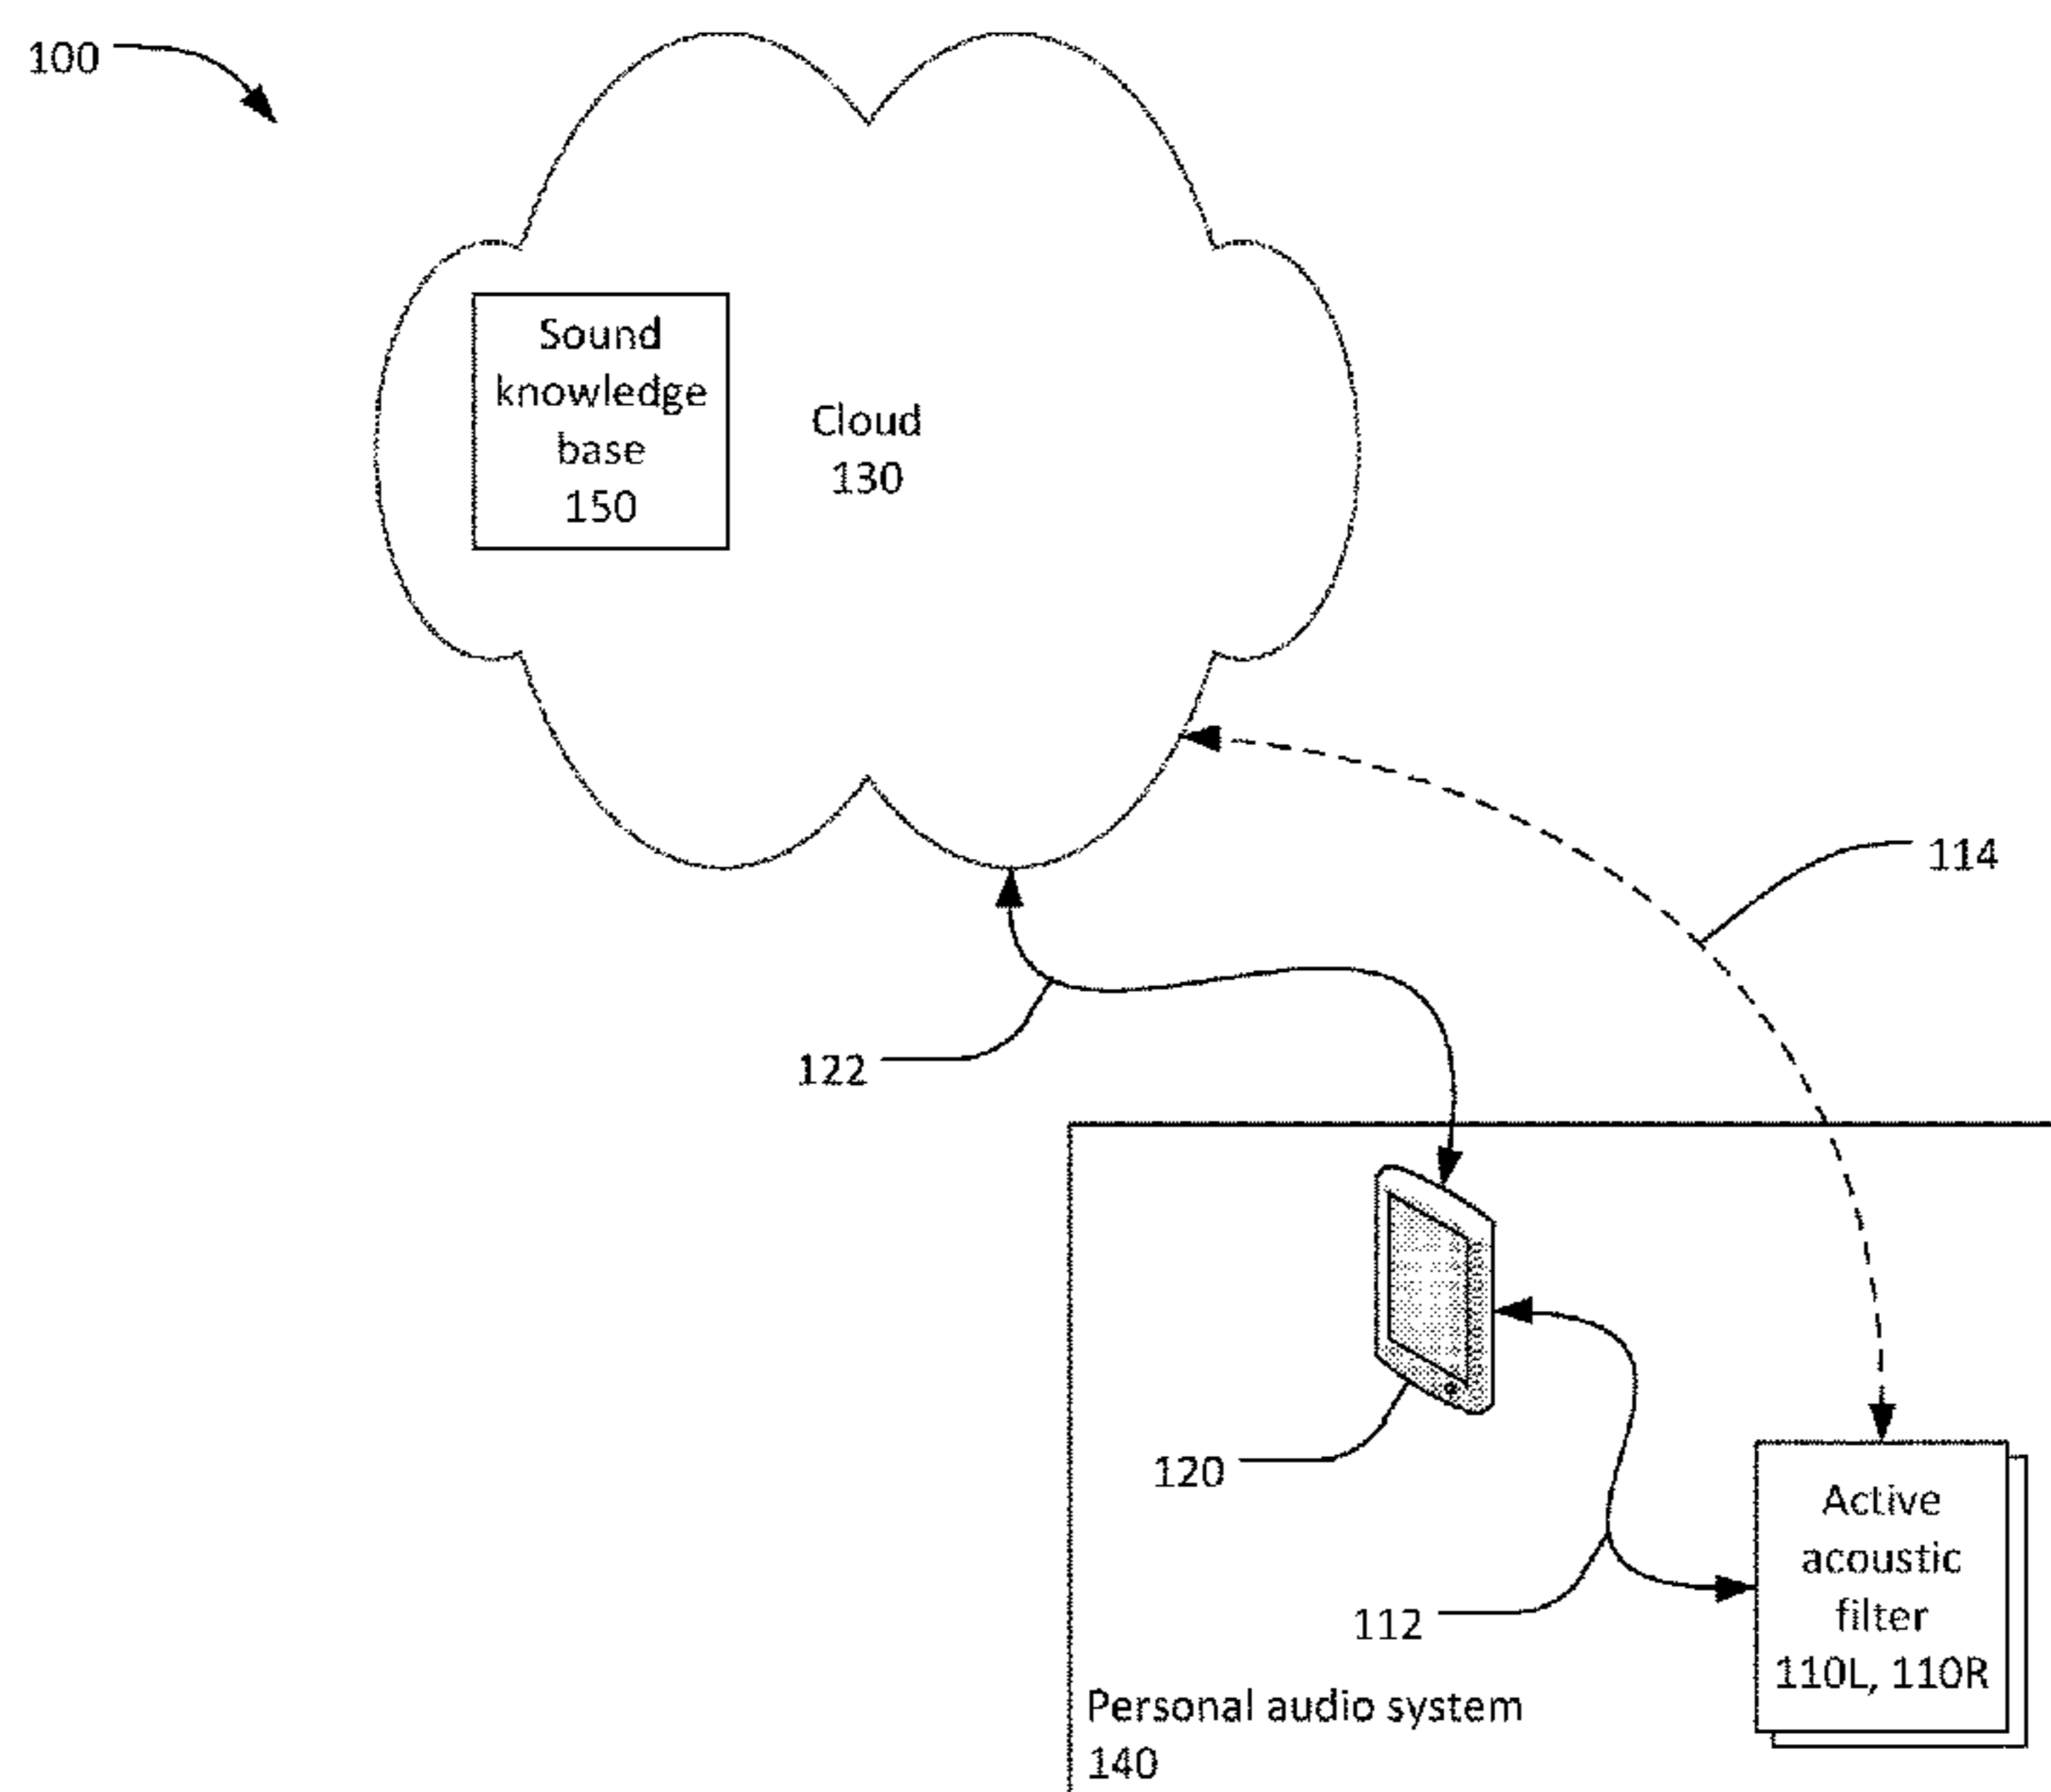 100
Sound
knowledge
base
150
Cloud
130
114
122
120
112
Active
acoustic
filter
110L, 110R
Personal audio system
140